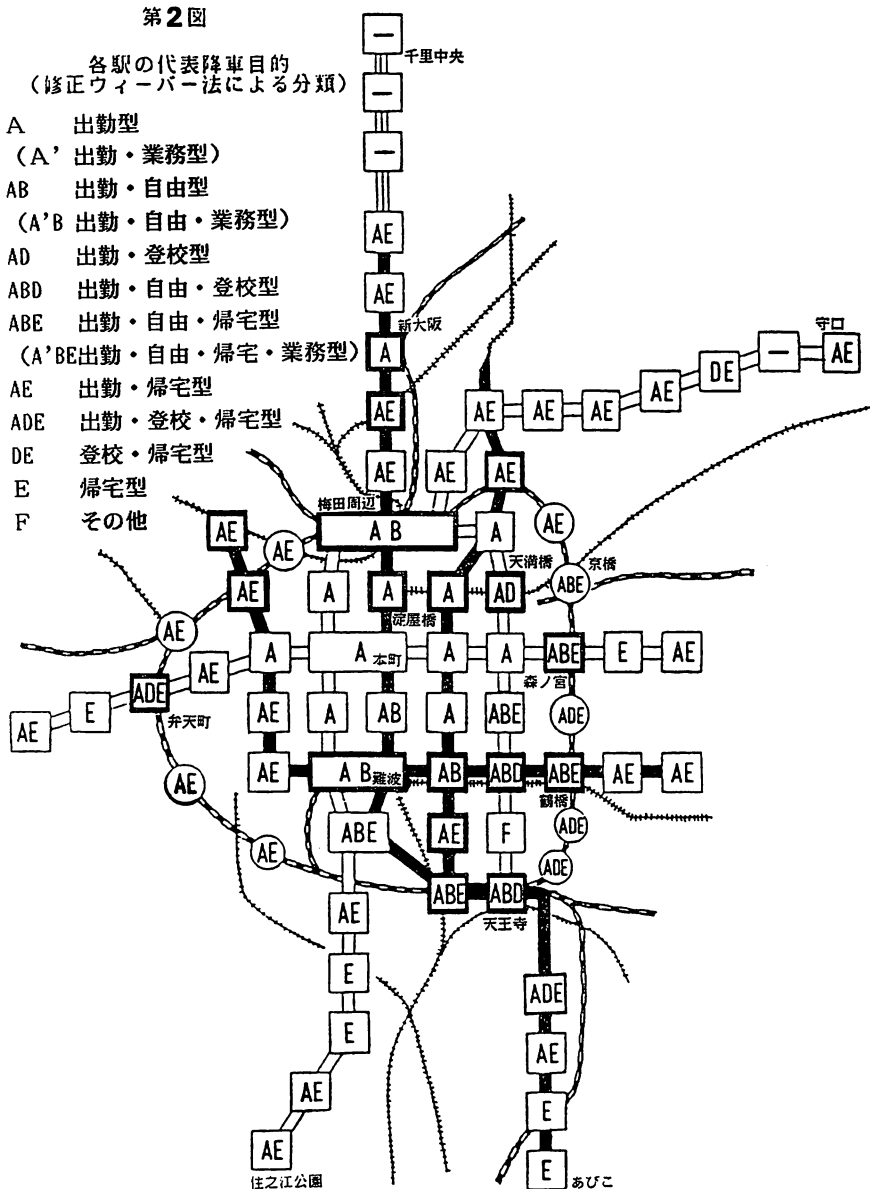 第2図
各駅の代表降車目的
(修正ウィーバー法による分類)
A 出勤型
(A' 出勤・業務型)
AB 出勤・自由型
(A'B 出勤・自由・業務型)
AD 出勤・登校型
ABD 出勤・自由・登校型
ABE 出勤・自由・帰宅型
(A'BE出勤・自由・帰宅・業務型)
AE 出勤・帰宅型
ADE 出勤・登校・帰宅型
DE 登校・帰宅型
E 帰宅型
F その他
一
千里中央
一
一
AE
AE
新大阪
A
守口
AE DE 一 AE
AE
AE AE AE
AE AE AE
梅田周辺
AE AE AB A AE
天満橋 京橋
AE A A A AD ABE
淀屋橋
AE
AE A A 本町 A A ABE E AE
森ノ宮
AE E ADE
弁天町
AE A AB A ABE ADE
AE AB 難波 AB ABD ABE AE AE
鶴橋
AE
AE ABE AE F ADE
ADE
ABE ABD
天王寺
AE
E ADE
E AE
AE E
AE E
住之江公園 あびこ